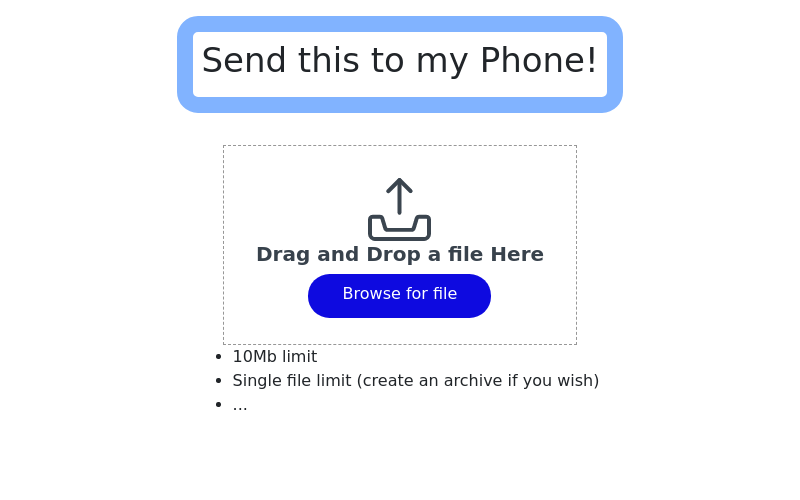 Send this to my Phone!
Drag and Drop a file Here
Browse for file
• 10Mb limit
• Single file limit (create an archive if you wish)
• ...